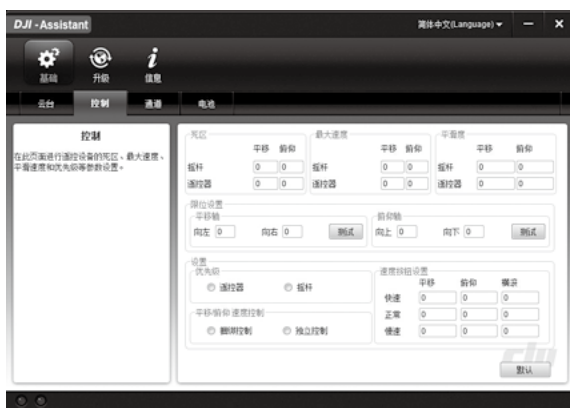 DJI - Assistant
简体中文(Language)
基础 升级 信息
云台 控制 通道 电池
控制
在此页面进行遥控设备的死区、最大速度、
平滑速度和优先级等参数设置。
死区 最大速度 平滑度
平移 俯仰 平移 俯仰 平移 俯仰
摇杆 0 0 摇杆 0 0 摇杆 0 0
遥控器 0 0 遥控器 0 0 遥控器 0 0
限位设置
平移轴 俯仰轴
向左 0 向右 0 测试 向上 0 向下 0 测试
设置
优先级 速度按钮设置
遥控器 摇杆 平移 俯仰 横滚
快速 0 0 0
平移/俯仰 速度控制 正常 0 0 0
脚踏控制 独立控制 慢速 0 0 0
默认